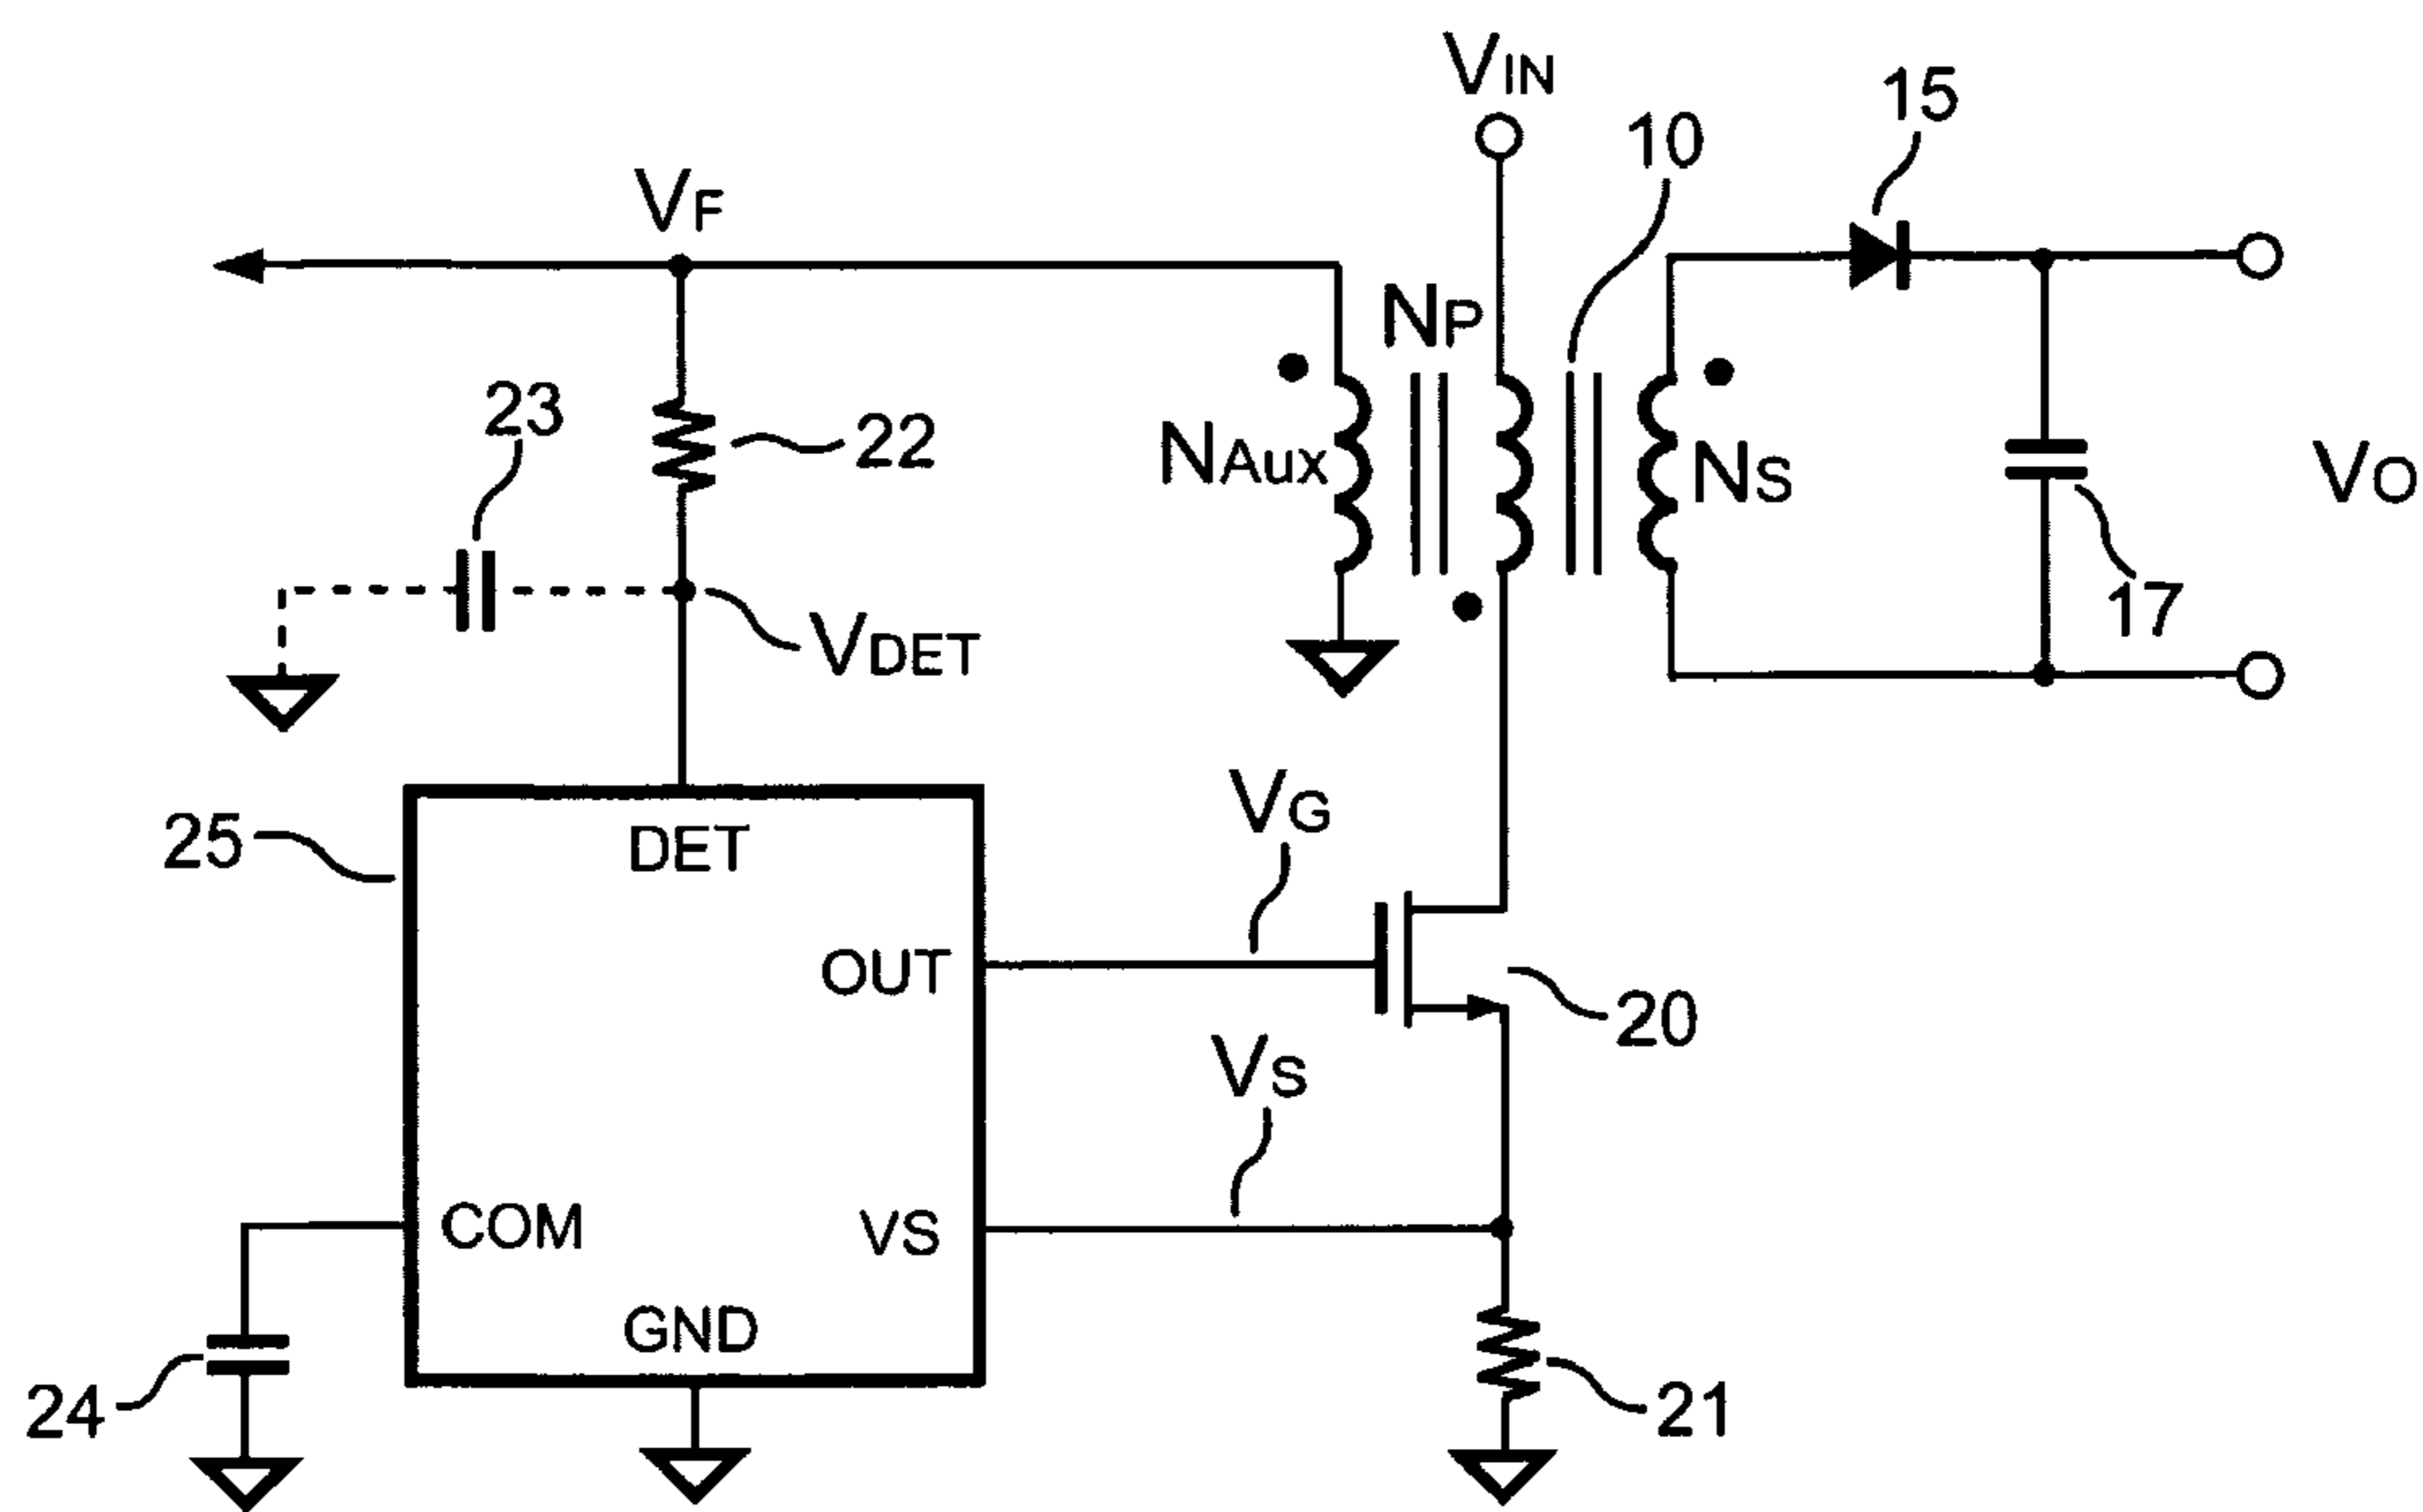 VIN
15
10
VF
NP
23
22
NAux
NS
VO
17
VDET
VG
25
DET
OUT
20
VS
COM
VS
GND
24
21